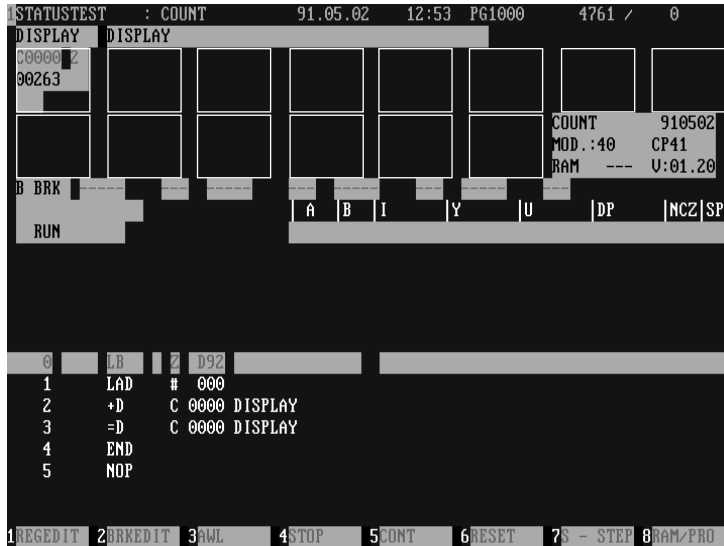 1STATUSTEST : COUNT 91.05.02 12:53 PG1000 4761 / 0
DISPLAY DISPLAY
C0000 Z
00263
COUNT 910502
MOD.:40 CP41
RAM --- V:01.20
B BRK ----- --- ----- --- ----- --- ----- ---
A B I Y U DP NCZ SP
RUN
0 LB Z D92
1 LAD # 000
2 +D C 0000 DISPLAY
3 =D C 0000 DISPLAY
4 END
5 NOP
1REGEDIT 2BRKEDIT 3AWL 4STOP 5CONT 6RESET 7S - STEP 8RAM/PRO